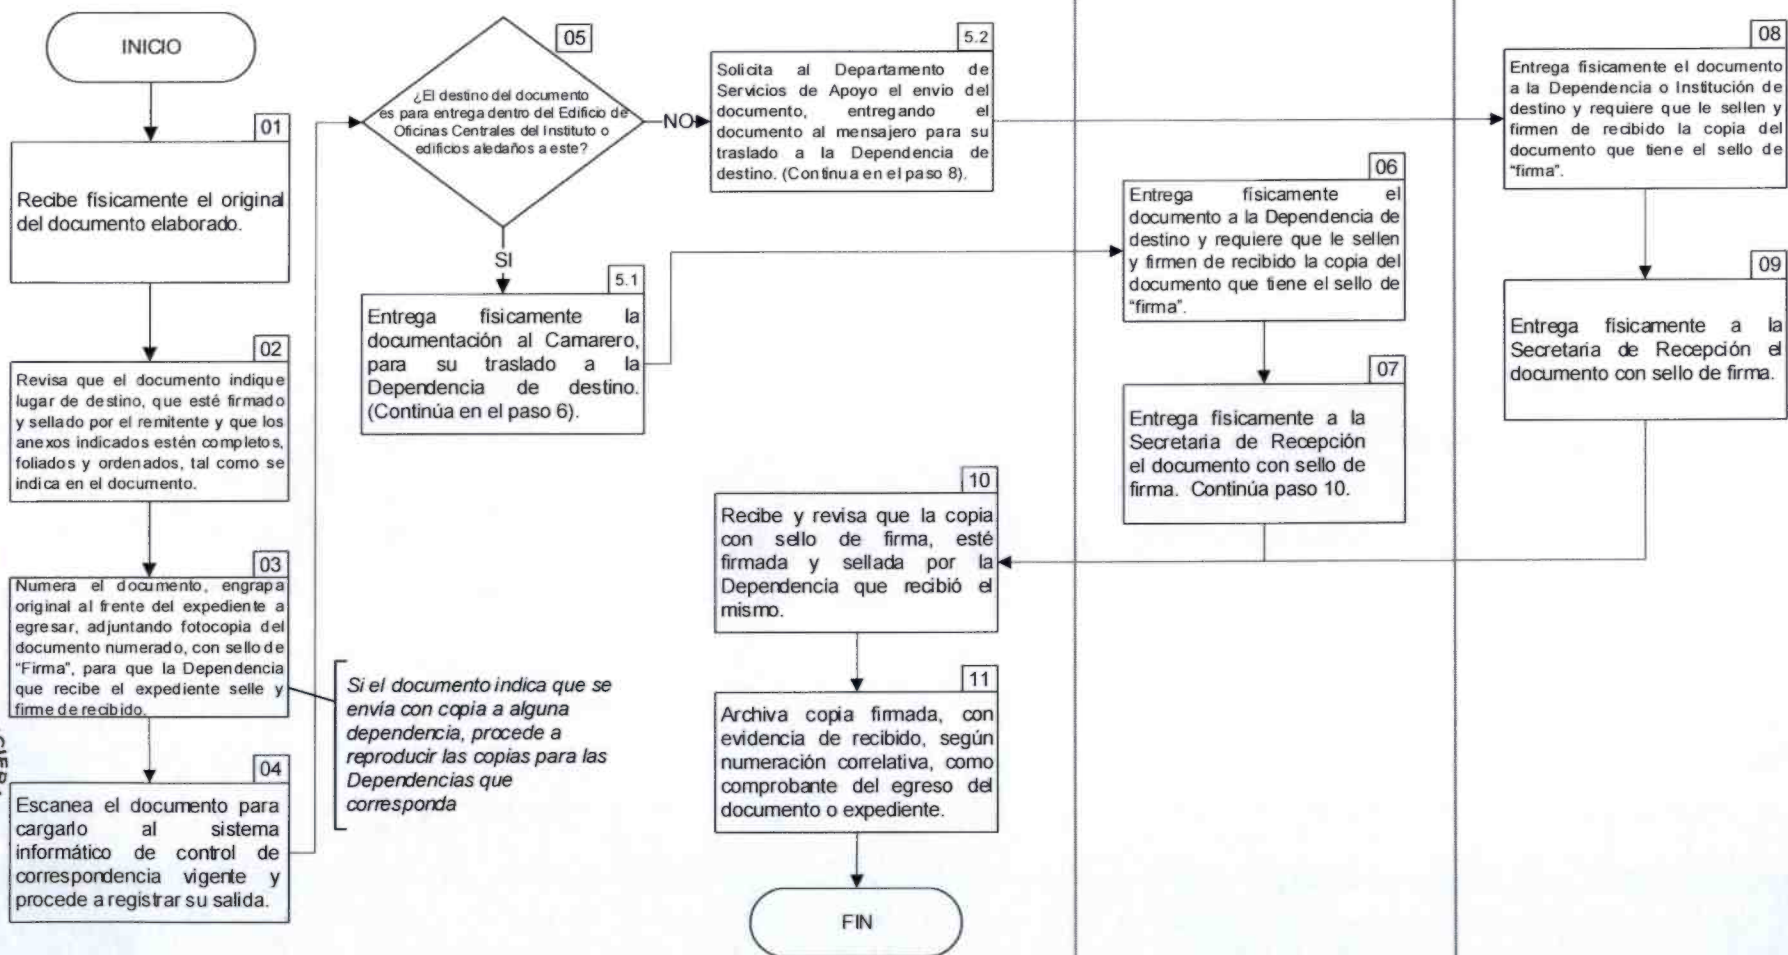 INICIO
01
Recibe físicamente el original
del documento elaborado.
02
Revisa que el documento indique
lugar de destino, que esté firmado
y sellado por el remitente y que los
anexos indicados estén completos,
foliados y ordenados, tal como se
indica en el documento.
03
Numera el documento, engrapa
original al frente del expediente a
egresar, adjuntando fotocopia del
documento numerado, con sello de
"Firma", para que la Dependencia
que recibe el expediente selle y
firme de recibido.
Si el documento indica que se
envía con copia a alguna
dependencia, procede a
reproducir las copias para las
Dependencias que
corresponda
04
Escanea el documento para
cargarlo al sistema
informático de control de
correspondencia vigente y
procede a registrar su salida.
05
¿El destino del documento
es para entrega dentro del Edificio de
Oficinas Centrales del Instituto o
edificios aledaños a este?
NO
SI
5.1
Entrega físicamente la
documentación al Camarero,
para su traslado a la
Dependencia de destino.
(Continúa en el paso 6).
5.2
Solicita al Departamento de
Servicios de Apoyo el envío del
documento, entregando el
documento al mensajero para su
traslado a la Dependencia de
destino. (Continua en el paso 8).
06
Entrega físicamente el
documento a la Dependencia de
destino y requiere que le sellen
y firmen de recibido la copia del
documento que tiene el sello de
"firma".
07
Entrega físicamente a la
Secretaria de Recepción
el documento con sello de
firma. Continúa paso 10.
08
Entrega físicamente el documento
a la Dependencia o Institución de
destino y requiere que le sellen y
firmen de recibido la copia del
documento que tiene el sello de
"firma".
09
Entrega físicamente a la
Secretaria de Recepción el
documento con sello de firma.
10
Recibe y revisa que la copia
con sello de firma, esté
firmada y sellada por la
Dependencia que recibió el
mismo.
11
Archiva copia firmada, con
evidencia de recibido, según
numeración correlativa, como
comprobante del egreso del
documento o expediente.
FIN